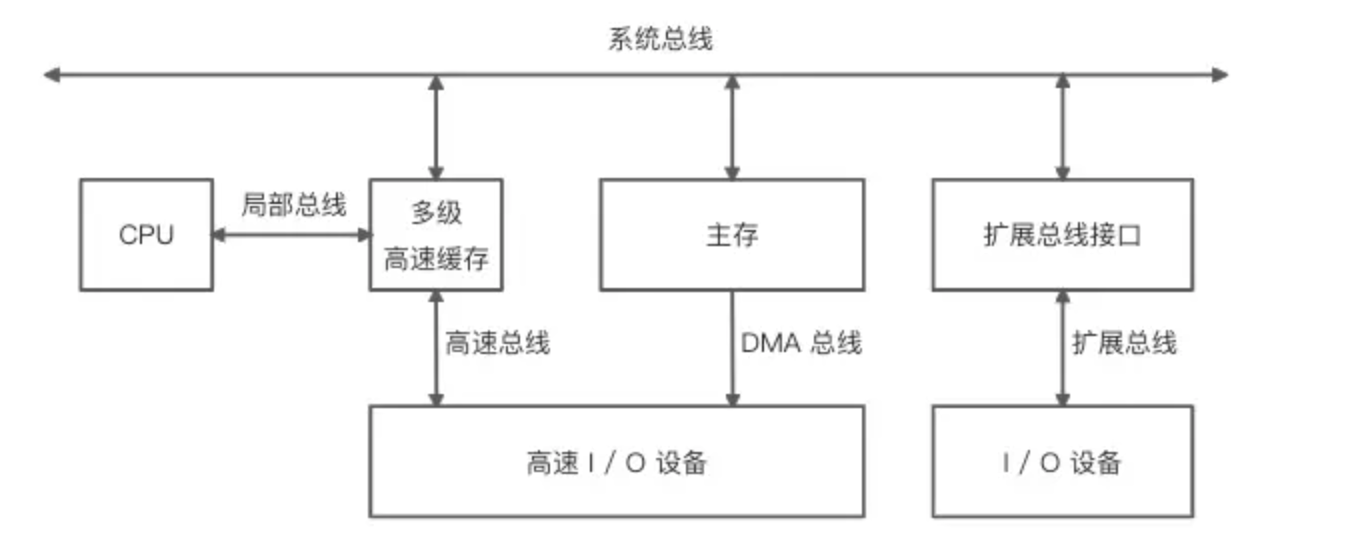 系统总线
CPU
局部总线
多级
高速缓存
主存
扩展总线接口
高速总线
DMA 总线
扩展总线
高速 I / O 设备
I / O 设备